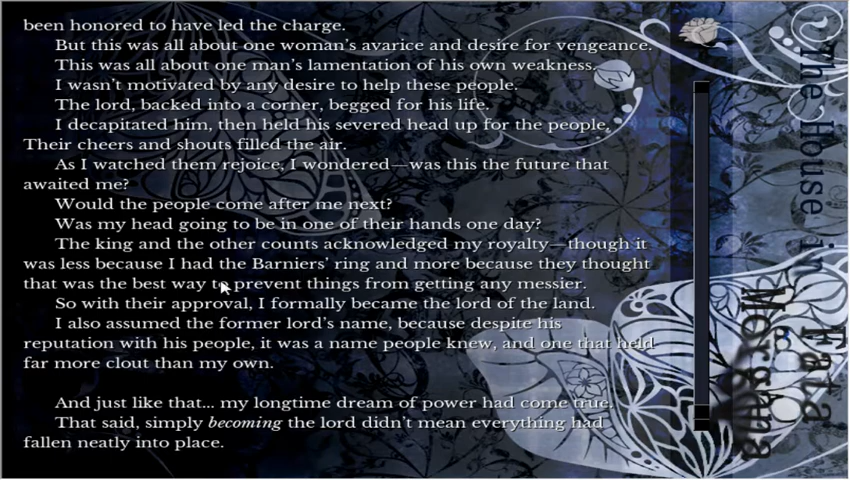 been honored to have led the charge.
But this was all about one woman's avarice and desire for vengeance.
This was all about one man's lamentation of his own weakness.
I wasn't motivated by any desire to help these people.
The lord, backed into a corner, begged for his life.
I decapitated him, then held his severed head up for the people.
Their cheers and shouts filled the air.
As I watched them rejoice, I wondered—was this the future that
awaited me?
Would the people come after me next?
Was my head going to be in one of their hands one day?
The king and the other counts acknowledged my royalty—though it
was less because I had the Barniers' ring and more because they thought
that was the best way to prevent things from getting any messier.
So with their approval, I formally became the lord of the land.
I also assumed the former lord's name, because despite his
reputation with his people, it was a name people knew, and one that held
far more clout than my own.
And just like that... my longtime dream of power had come true.
That said, simply becoming the lord didn't mean everything had
fallen neatly into place.
The House in
Fata
Morgana